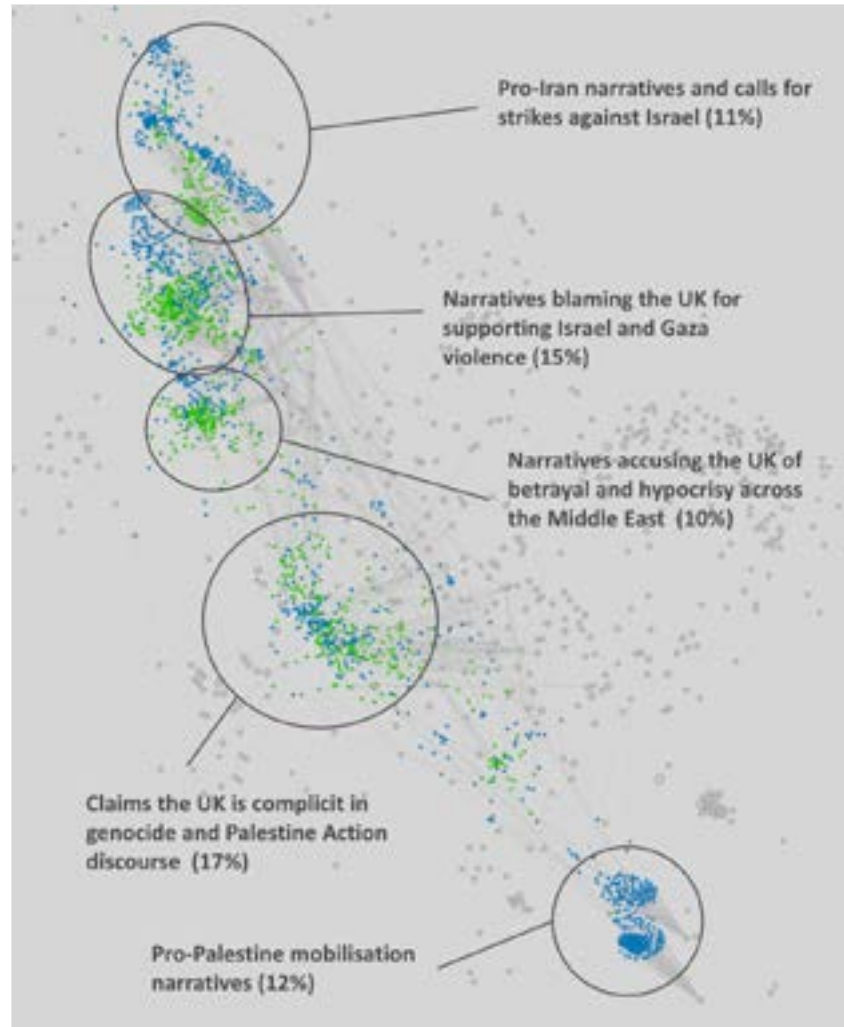 Pro-Iran narratives and calls for
strikes against Israel (11%)
Narratives blaming the UK for
supporting Israel and Gaza
violence (15%)
Narratives accusing the UK of
betrayal and hypocrisy across
the Middle East (10%)
Claims the UK is complicit in
genocide and Palestine Action
discourse (17%)
Pro-Palestine mobilisation
narratives (12%)